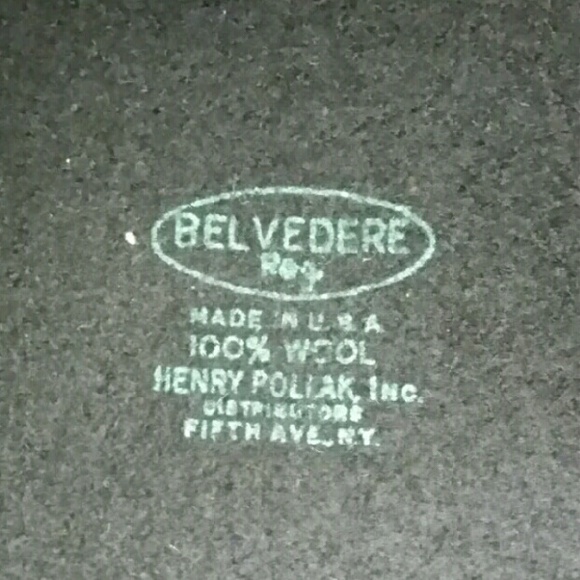 BELVEDERE
Reg.
MADE IN U.S.A.
100% WOOL
HENRY POLLAK, INC.
DISTRIBUTORS
FIFTH AVE., N.Y.